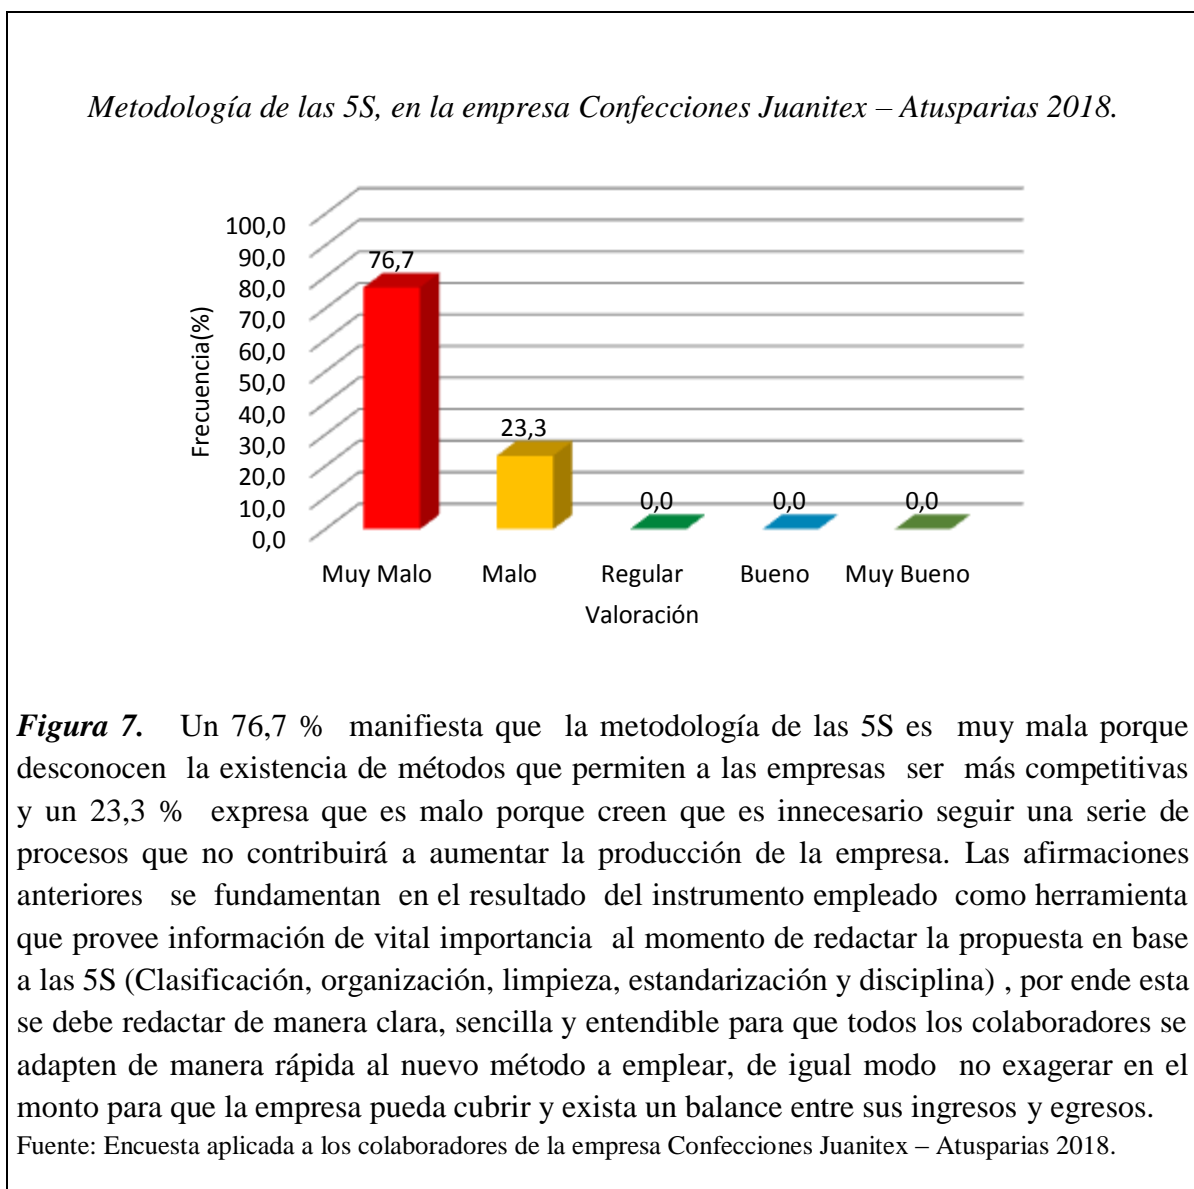 Metodología de las 5S, en la empresa Confecciones Juanitex – Atusparias 2018.
100,0
90,0
80,0
70,0
60,0
50,0
40,0
30,0
20,0
10,0
0,0
Frecuencia(%)
76,7
23,3
0,0
0,0
0,0
Muy Malo Malo Regular Bueno Muy Bueno
Valoración
Figura 7. Un 76,7 % manifiesta que la metodología de las 5S es muy mala porque
desconocen la existencia de métodos que permiten a las empresas ser más competitivas
y un 23,3 % expresa que es malo porque creen que es innecesario seguir una serie de
procesos que no contribuirá a aumentar la producción de la empresa. Las afirmaciones
anteriores se fundamentan en el resultado del instrumento empleado como herramienta
que provee información de vital importancia al momento de redactar la propuesta en base
a las 5S (Clasificación, organización, limpieza, estandarización y disciplina) , por ende esta
se debe redactar de manera clara, sencilla y entendible para que todos los colaboradores se
adapten de manera rápida al nuevo método a emplear, de igual modo no exagerar en el
monto para que la empresa pueda cubrir y exista un balance entre sus ingresos y egresos.
Fuente: Encuesta aplicada a los colaboradores de la empresa Confecciones Juanitex – Atusparias 2018.